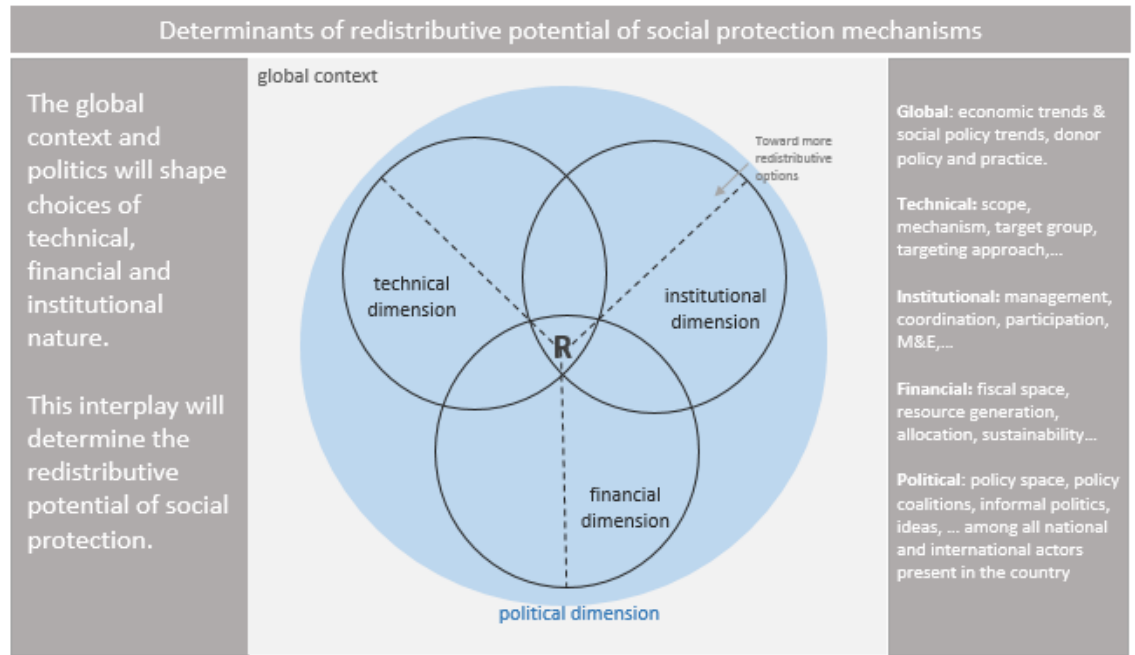 Determinants of redistributive potential of social protection mechanisms
The global
context and
politics will shape
choices of
technical,
financial and
institutional
nature.
This interplay will
determine the
redistributive
potential of social
protection.
global context
Toward more
redistributive
options
technical
dimension
institutional
dimension
R
financial
dimension
political dimension
Global: economic trends &
social policy trends, donor
policy and practice.
Technical: scope,
mechanism, target group,
targeting approach,...
Institutional: management,
coordination, participation,
M&E,...
Financial: fiscal space,
resource generation,
allocation, sustainability...
Political: policy space, policy
coalitions, informal politics,
ideas, ... among all national
and international actors
present in the country